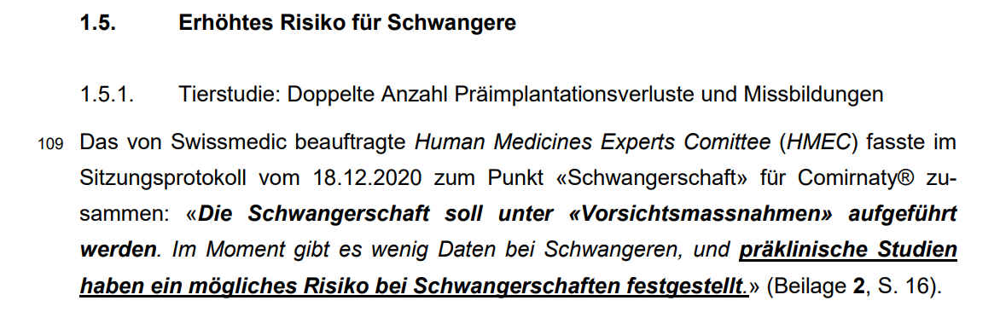 1.5. Erhöhtes Risiko für Schwangere
1.5.1. Tierstudie: Doppelte Anzahl Präimplantationsverluste und Missbildungen
109 Das von Swissmedic beauftragte Human Medicines Experts Comittee (HMEC) fasste im
Sitzungsprotokoll vom 18.12.2020 zum Punkt «Schwangerschaft» für Comirnaty® zu-
sammen: «Die Schwangerschaft soll unter «Vorsichtsmassnahmen» aufgeführt
werden. Im Moment gibt es wenig Daten bei Schwangeren, und präklinische Studien
haben ein mögliches Risiko bei Schwangerschaften festgestellt.» (Beilage 2, S. 16).